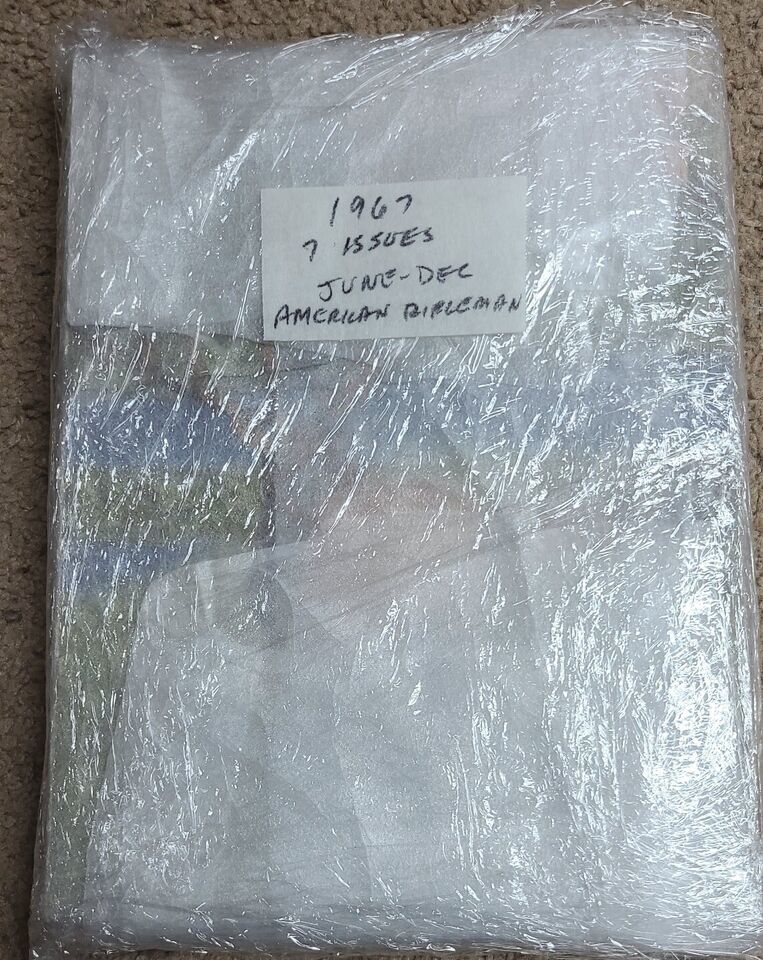 1967
7 ISSUES
JUNE-DEC
AMERICAN RIFLEMAN